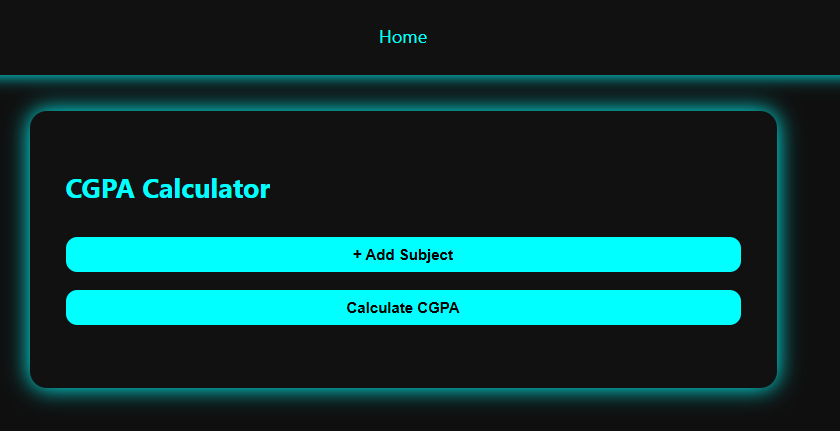 Home
CGPA Calculator
+ Add Subject
Calculate CGPA